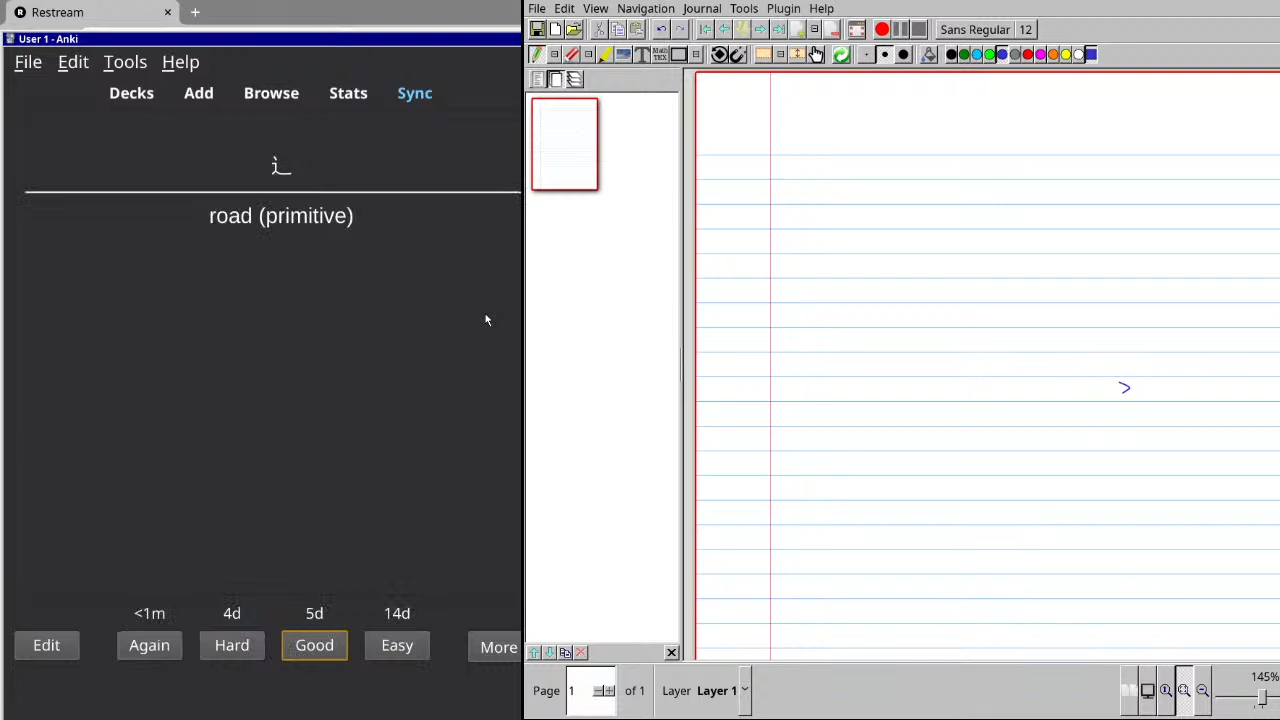 Restream
User 1 - Anki
File Edit Tools Help
Decks Add Browse Stats Sync
辶
road (primitive)
<1m 4d 5d 14d
Edit Again Hard Good Easy More
File Edit View Navigation Journal Tools Plugin Help
Sans Regular 12
Page 1 of 1 Layer Layer 1
145%